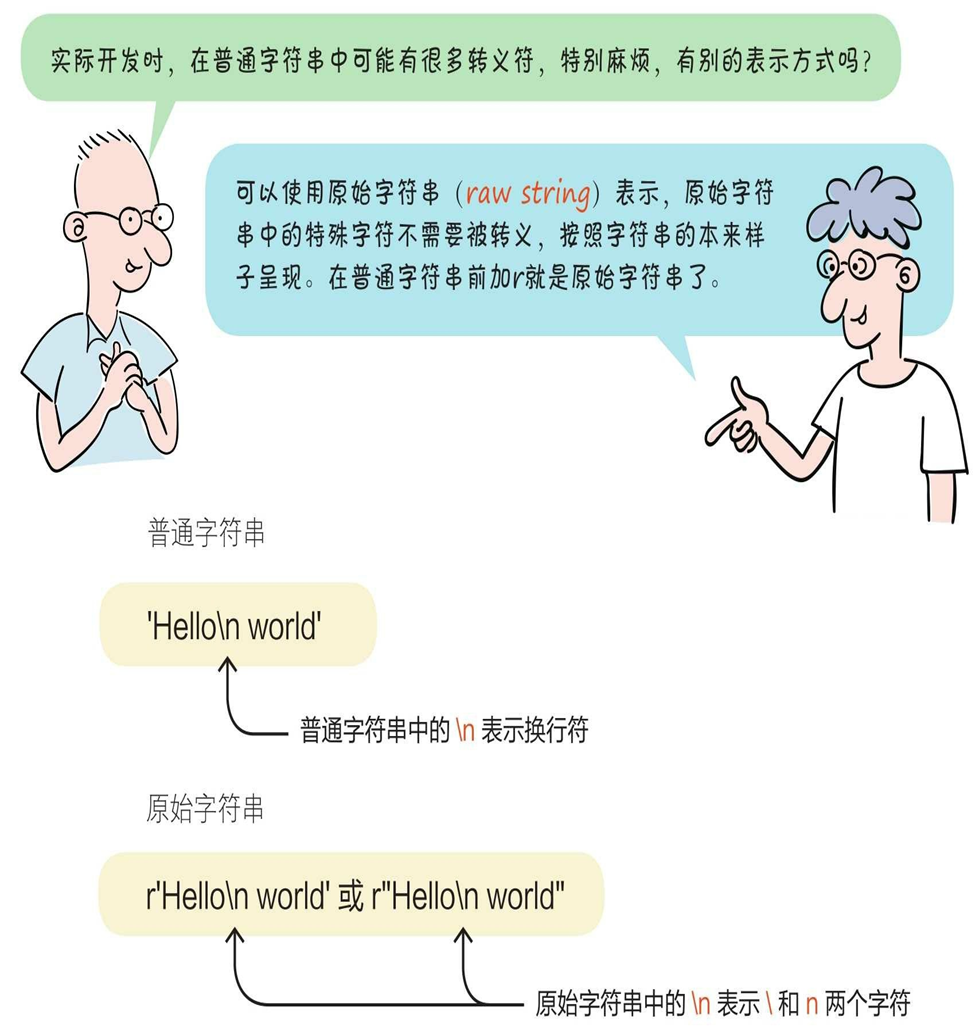 实际开发时，在普通字符串中可能有很多转义符，特别麻烦，有别的表示方式吗？
可以使用原始字符串（raw string）表示，原始字符
串中的特殊字符不需要被转义，按照字符串的本来样
子呈现。在普通字符串前加r就是原始字符串了。
普通字符串
'Hello\n world'
普通字符串中的 \n 表示换行符
原始字符串
r'Hello\n world' 或 r"Hello\n world"
原始字符串中的 \n 表示 \ 和 n 两个字符